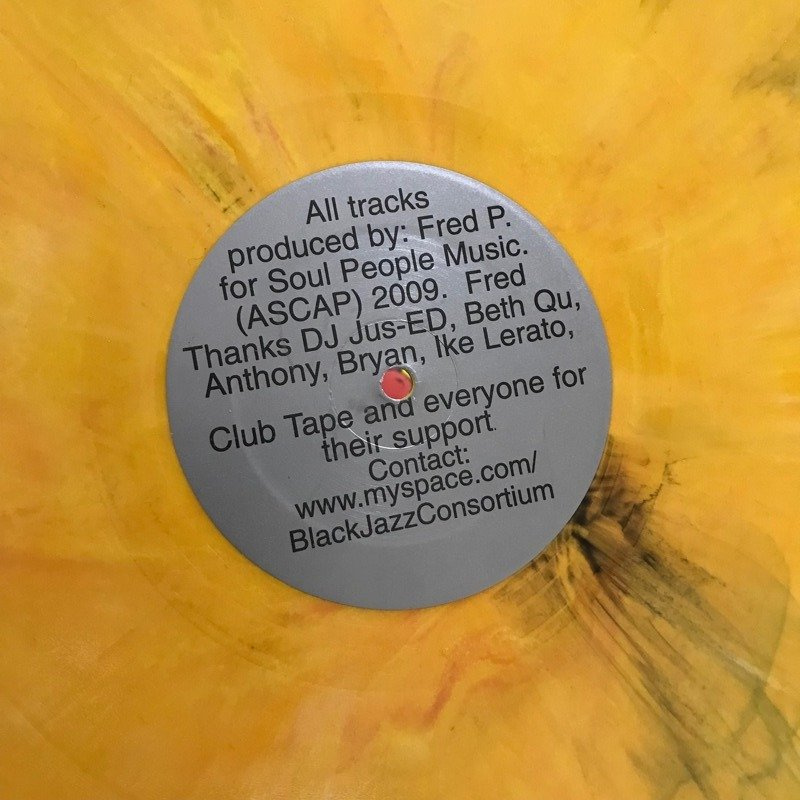 All tracks
produced by: Fred P.
for Soul People Music.
(ASCAP) 2009.  Fred
Thanks DJ Jus-ED, Beth Qu,
Anthony, Bryan, Ike Lerato,
Club Tape and everyone for
their support
Contact:
www.myspace.com/
BlackJazzConsortium